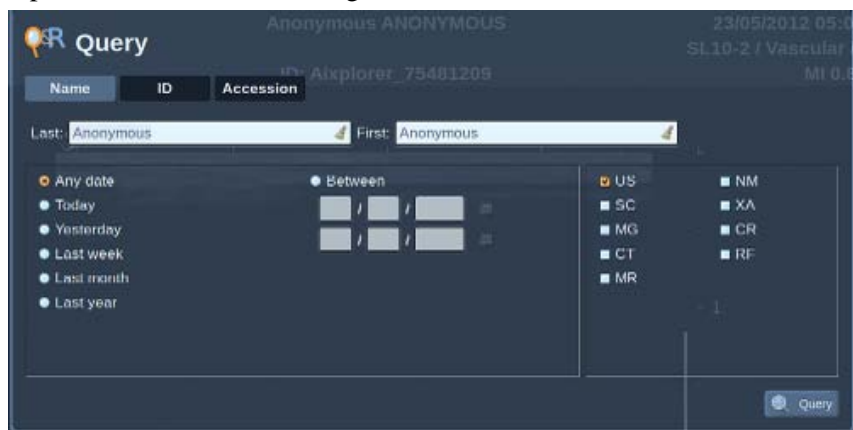 Anonymous ANONYMOUS
23/05/2012 05:0
QSR Query
SL10-2 / Vascular
ID: Aixplorer_75481209
MI 0.8
Name ID Accession
Last: Anonymous First: Anonymous
Any date Between US NM
Today / / SC XA
Yesterday / / MG CR
Last week CT RF
Last month MR
Last year
- 1
Query